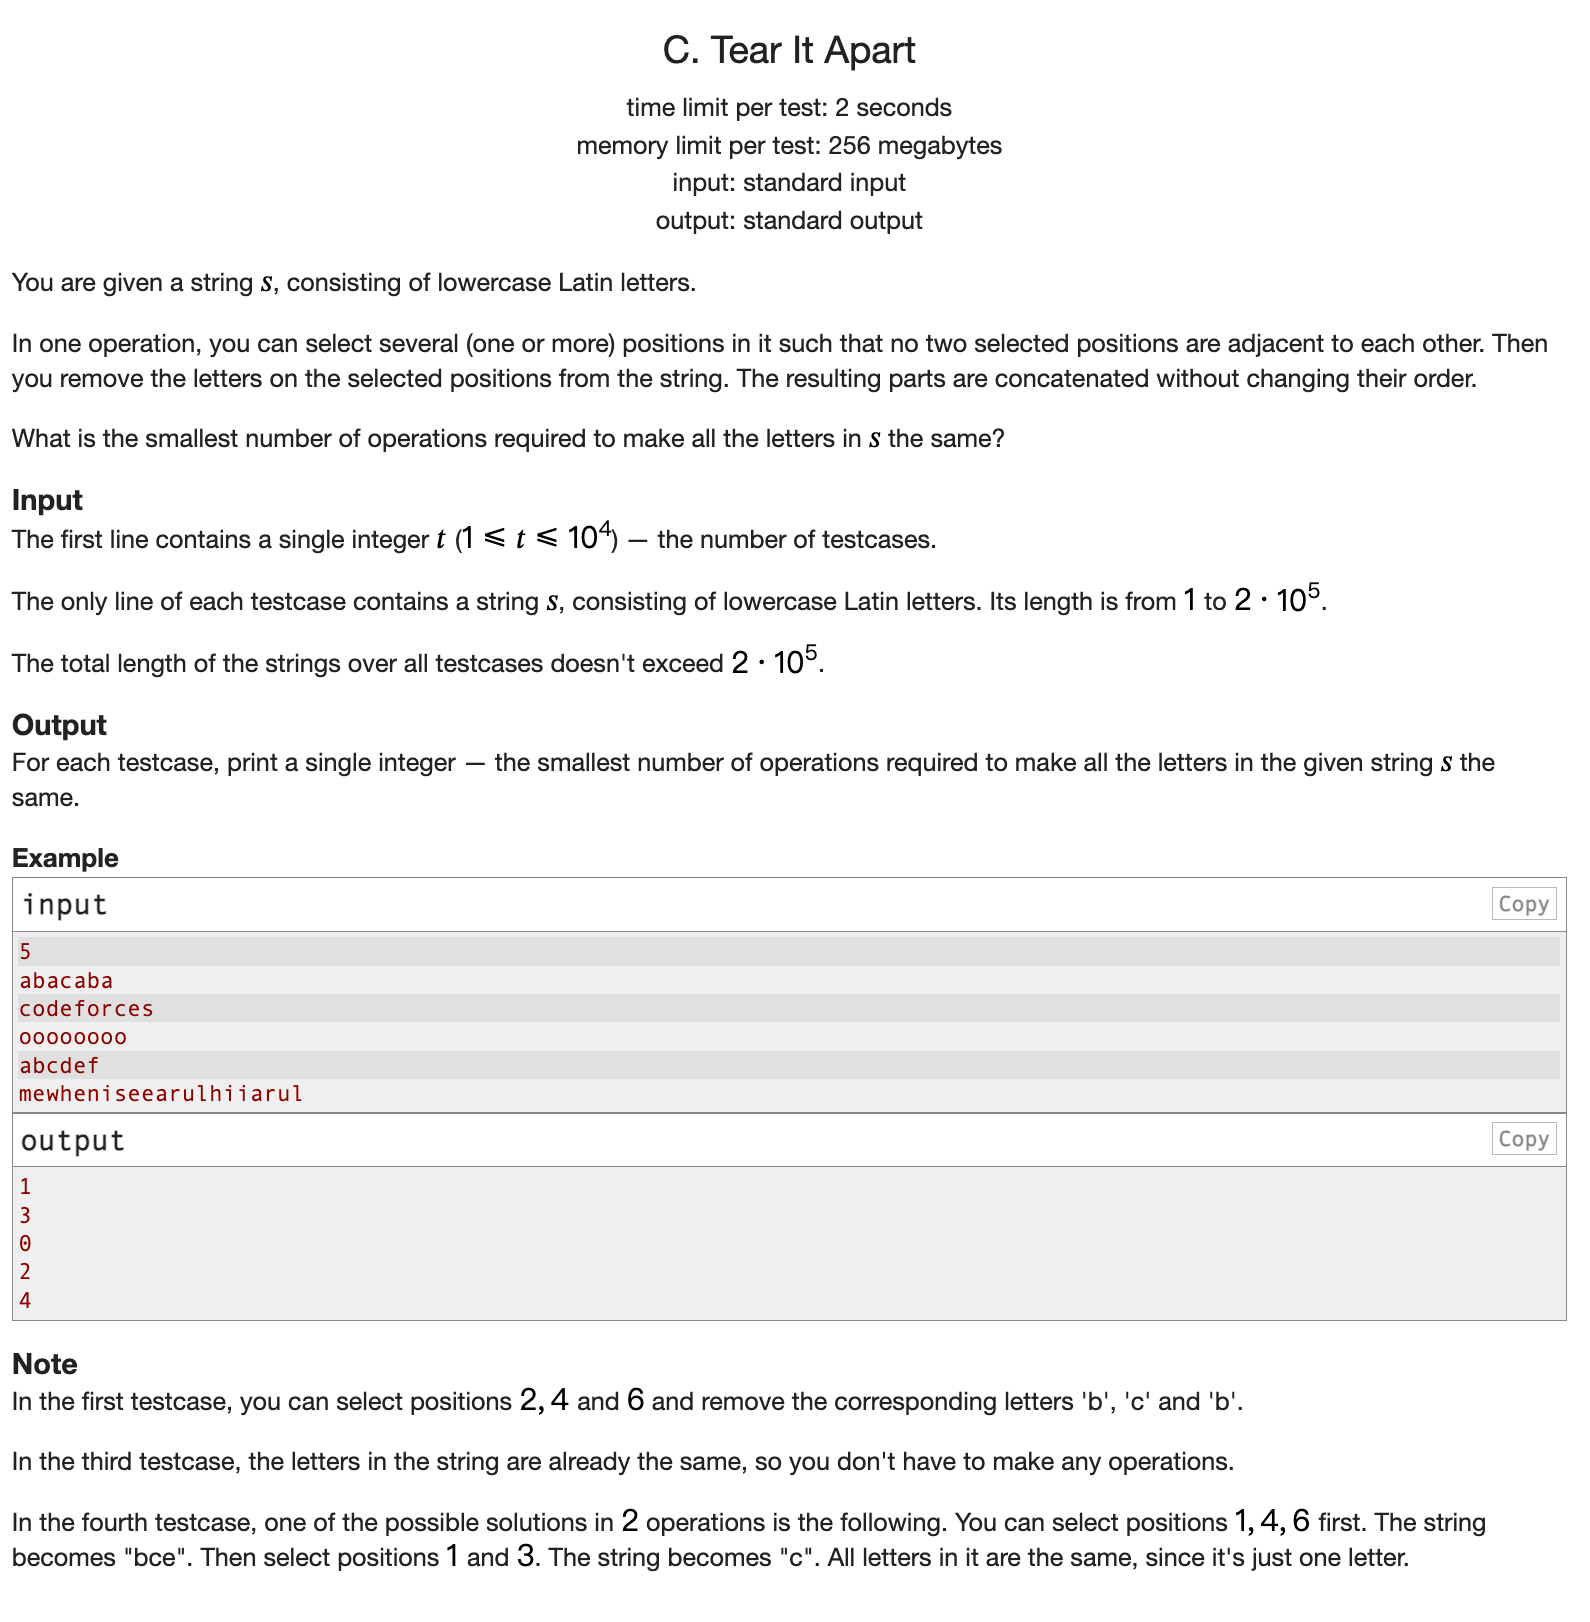 C. Tear It Apart
time limit per test: 2 seconds
memory limit per test: 256 megabytes
input: standard input
output: standard output
You are given a string s, consisting of lowercase Latin letters.
In one operation, you can select several (one or more) positions in it such that no two selected positions are adjacent to each other. Then
you remove the letters on the selected positions from the string. The resulting parts are concatenated without changing their order.
What is the smallest number of operations required to make all the letters in s the same?
Input
The first line contains a single integer t (1 ⩽ t ⩽ 10^4) — the number of testcases.
The only line of each testcase contains a string s, consisting of lowercase Latin letters. Its length is from 1 to 2 · 10^5.
The total length of the strings over all testcases doesn't exceed 2 · 10^5.
Output
For each testcase, print a single integer — the smallest number of operations required to make all the letters in the given string s the
same.
Example
input Copy
5
abacaba
codeforces
oooooooo
abcdef
mewheniseearulhiiarul
output Copy
1
3
0
2
4
Note
In the first testcase, you can select positions 2, 4 and 6 and remove the corresponding letters 'b', 'c' and 'b'.
In the third testcase, the letters in the string are already the same, so you don't have to make any operations.
In the fourth testcase, one of the possible solutions in 2 operations is the following. You can select positions 1, 4, 6 first. The string
becomes "bce". Then select positions 1 and 3. The string becomes "c". All letters in it are the same, since it's just one letter.